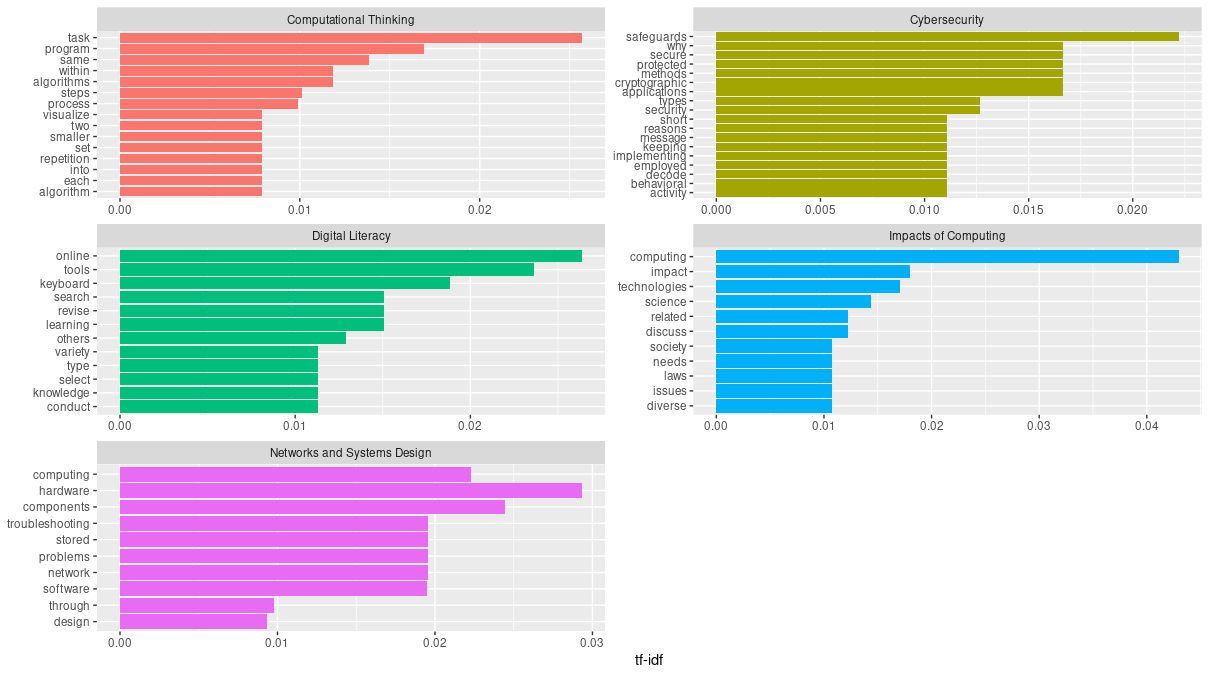 Computational Thinking
task
program
same
within
algorithms
steps
process
visualize
two
smaller
set
repetition
into
each
algorithm
0.00 0.01 0.02
Cybersecurity
safeguards
why
secure
protected
methods
cryptographic
applications
types
security
short
reasons
message
keeping
implementing
employed
decode
behavioral
activity
0.000 0.005 0.010 0.015 0.020
Digital Literacy
online
tools
keyboard
search
revise
learning
others
variety
type
select
knowledge
conduct
0.00 0.01 0.02
Impacts of Computing
computing
impact
technologies
science
related
discuss
society
needs
laws
issues
diverse
0.00 0.01 0.02 0.03 0.04
Networks and Systems Design
computing
hardware
components
troubleshooting
stored
problems
network
software
through
design
0.00 0.01 0.02 0.03
tf-idf